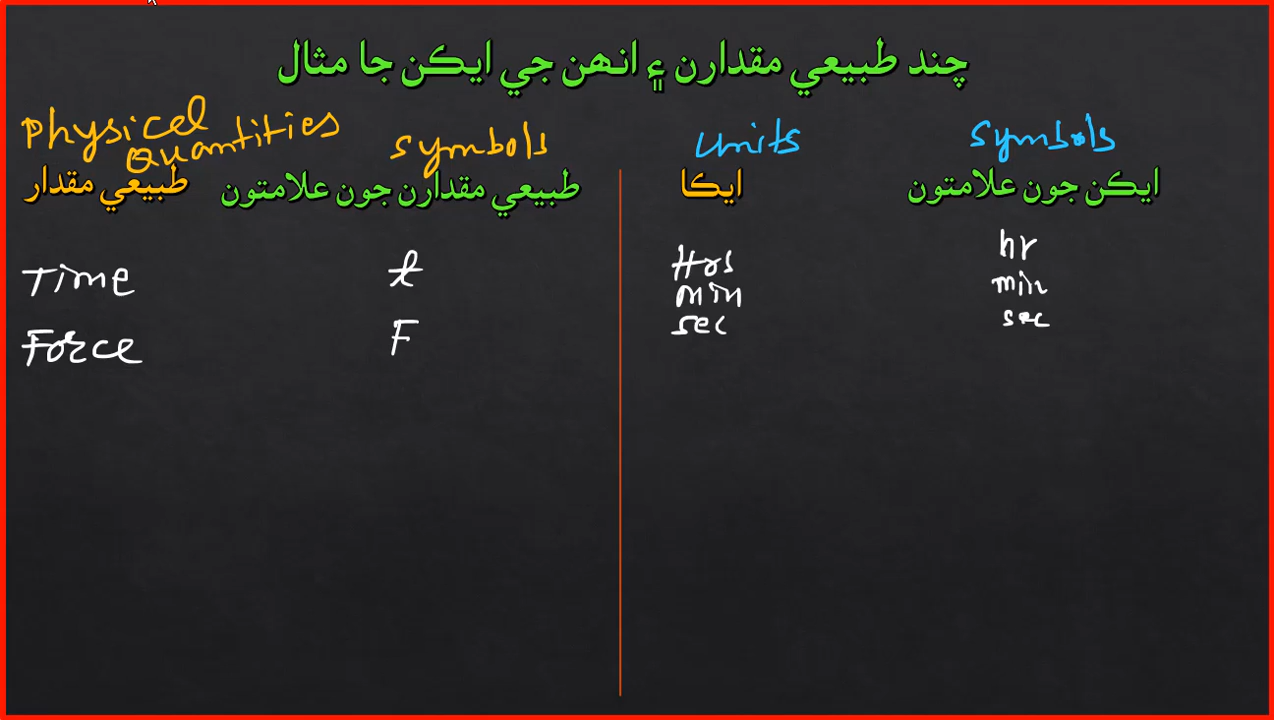 چند طبيعي مقدارن ۽ انهن جي ايڪن جا مثال
Physical Quantities symbols units symbols
طبيعي مقدار طبيعي مقدارن جون علامتون ايڪا ايڪن جون علامتون
Time t Hrs hr
min min
sec sec
Force F